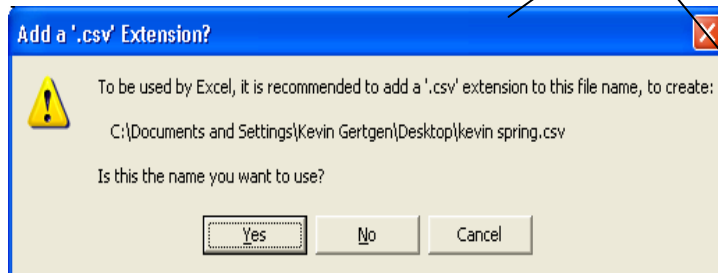 Add a '.csv' Extension?
To be used by Excel, it is recommended to add a '.csv' extension to this file name, to create:
C:\Documents and Settings\Kevin Gertgen\Desktop\kevin spring.csv
Is this the name you want to use?
Yes No Cancel